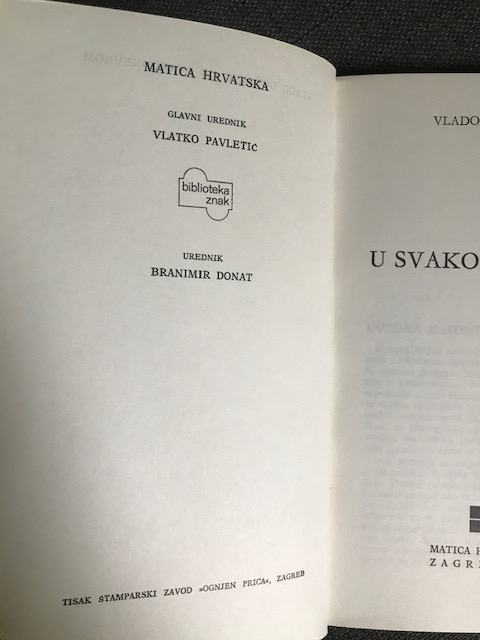 MATICA HRVATSKA
GLAVNI UREDNIK
VLATKO PAVLETIĆ
biblioteka
znak
UREDNIK
BRANIMIR DONAT
TISAK ŠTAMPARSKI ZAVOD »OGNJEN PRICA«, ZAGREB
VLADO
U SVAKO
MATICA H
ZAGR